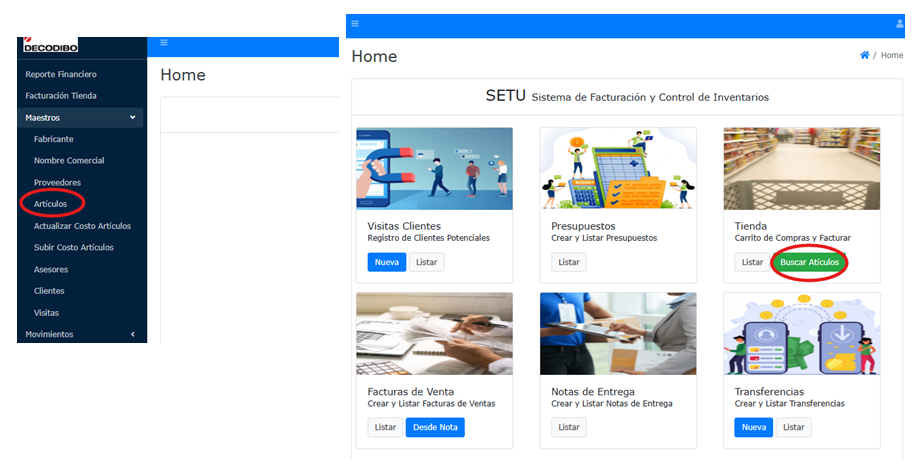 DECODIBO
Reporte Financiero
Facturación Tienda
Maestros
Fabricante
Nombre Comercial
Proveedores
Artículos
Actualizar Costo Artículos
Subir Costo Artículos
Asesores
Clientes
Visitas
Movimientos
Home
Home
/ Home
SETU Sistema de Facturación y Control de Inventarios
Visitas Clientes
Registro de Clientes Potenciales
Nueva Listar
Presupuestos
Crear y Listar Presupuestos
Listar
Tienda
Carrito de Compras y Facturar
Listar Buscar Atículos
Facturas de Venta
Crear y Listar Facturas de Ventas
Listar Desde Nota
Notas de Entrega
Crear y Listar Notas de Entrega
Listar
Transferencias
Crear y Listar Transferencias
Nueva Listar